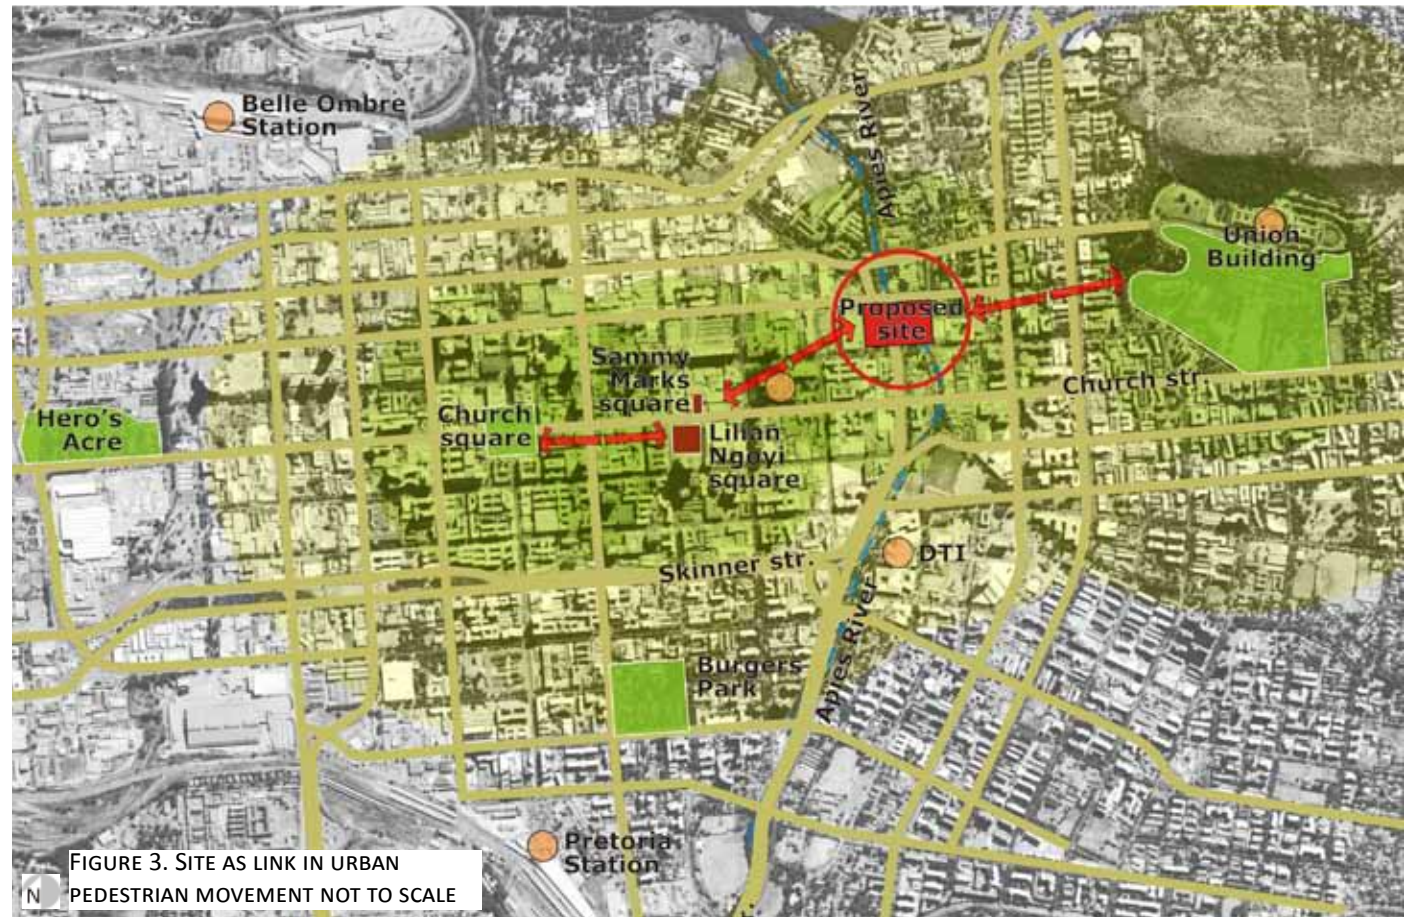 Belle Ombre
Station
Aples River
Union
Building
Proposed
site
Sammy
Marks
square
Church str.
Hero's
Acre
Church
square
Lilian
Ngoyi
square
Skinner str.
DTI
Aples River
Burgers
Park
Pretoria
Station
FIGURE 3. SITE AS LINK IN URBAN
PEDESTRIAN MOVEMENT NOT TO SCALE
N